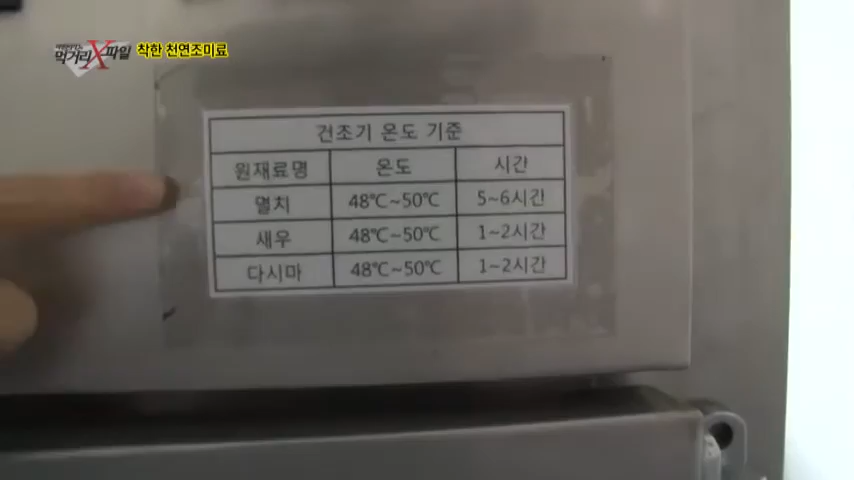 먹거리X파일
착한 천연조미료
건조기 온도 기준
원재료명 온도 시간
멸치 48℃~50℃ 5~6시간
새우 48℃~50℃ 1~2시간
다시마 48℃~50℃ 1~2시간